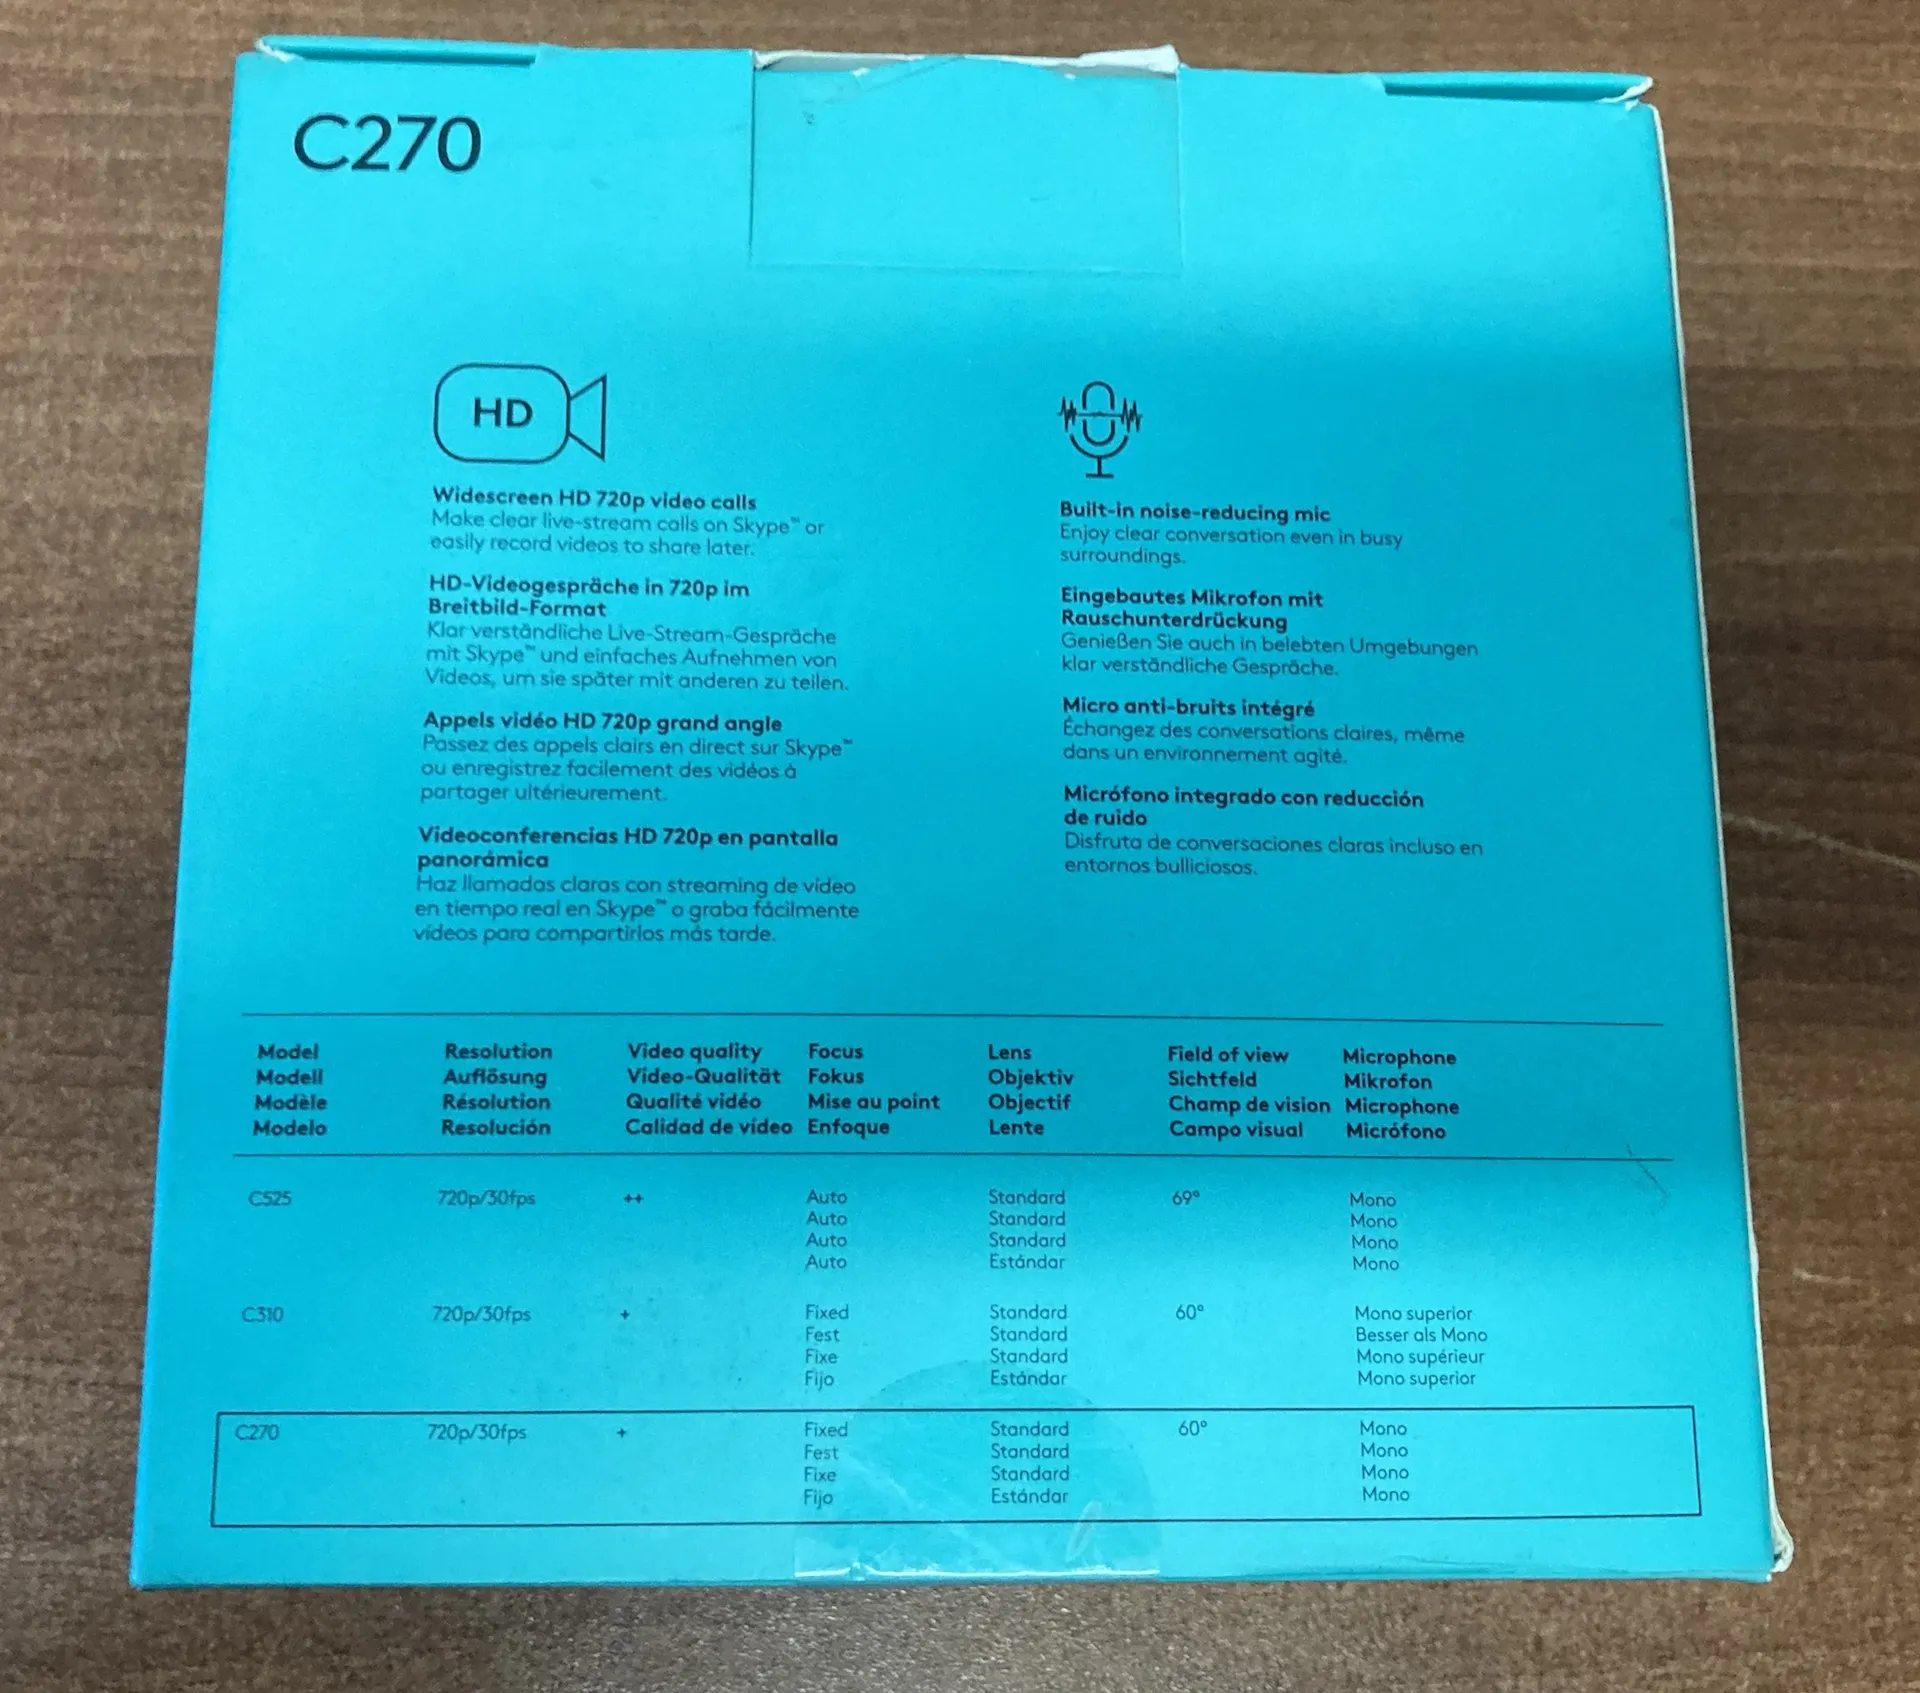 C270
HD
Widescreen HD 720p video calls
Make clear live-stream calls on Skype™ or
easily record videos to share later.
HD-Videogespräche in 720p im
Breitbild-Format
Klar verständliche Live-Stream-Gespräche
mit Skype™ und einfaches Aufnehmen von
Videos, um sie später mit anderen zu teilen.
Appels vidéo HD 720p grand angle
Passez des appels clairs en direct sur Skype™
ou enregistrez facilement des vidéos à
partager ultérieurement.
Videoconferencias HD 720p en pantalla
panorámica
Haz llamadas claras con streaming de vídeo
en tiempo real en Skype™ o graba fácilmente
vídeos para compartirlos más tarde.
Built-in noise-reducing mic
Enjoy clear conversation even in busy
surroundings.
Eingebautes Mikrofon mit
Rauschunterdrückung
Genießen Sie auch in belebten Umgebungen
klar verständliche Gespräche.
Micro anti-bruits intégré
Échangez des conversations claires, même
dans un environnement agité.
Micrófono integrado con reducción
de ruido
Disfruta de conversaciones claras incluso en
entornos bulliciosos.
Model Resolution Video quality Focus Lens Field of view Microphone
Modell Auflösung Video-Qualität Fokus Objektiv Sichtfeld Mikrofon
Modèle Résolution Qualité vidéo Mise au point Objectif Champ de vision Microphone
Modelo Resolución Calidad de vídeo Enfoque Lente Campo visual Micrófono
C525 720p/30fps ++ Auto Standard 69° Mono
Auto Standard Mono
Auto Standard Mono
Auto Estándar Mono
C310 720p/30fps + Fixed Standard 60° Mono superior
Fest Standard Besser als Mono
Fixe Standard Mono supérieur
Fijo Estándar Mono superior
C270 720p/30fps + Fixed Standard 60° Mono
Fest Standard Mono
Fixe Standard Mono
Fijo Estándar Mono